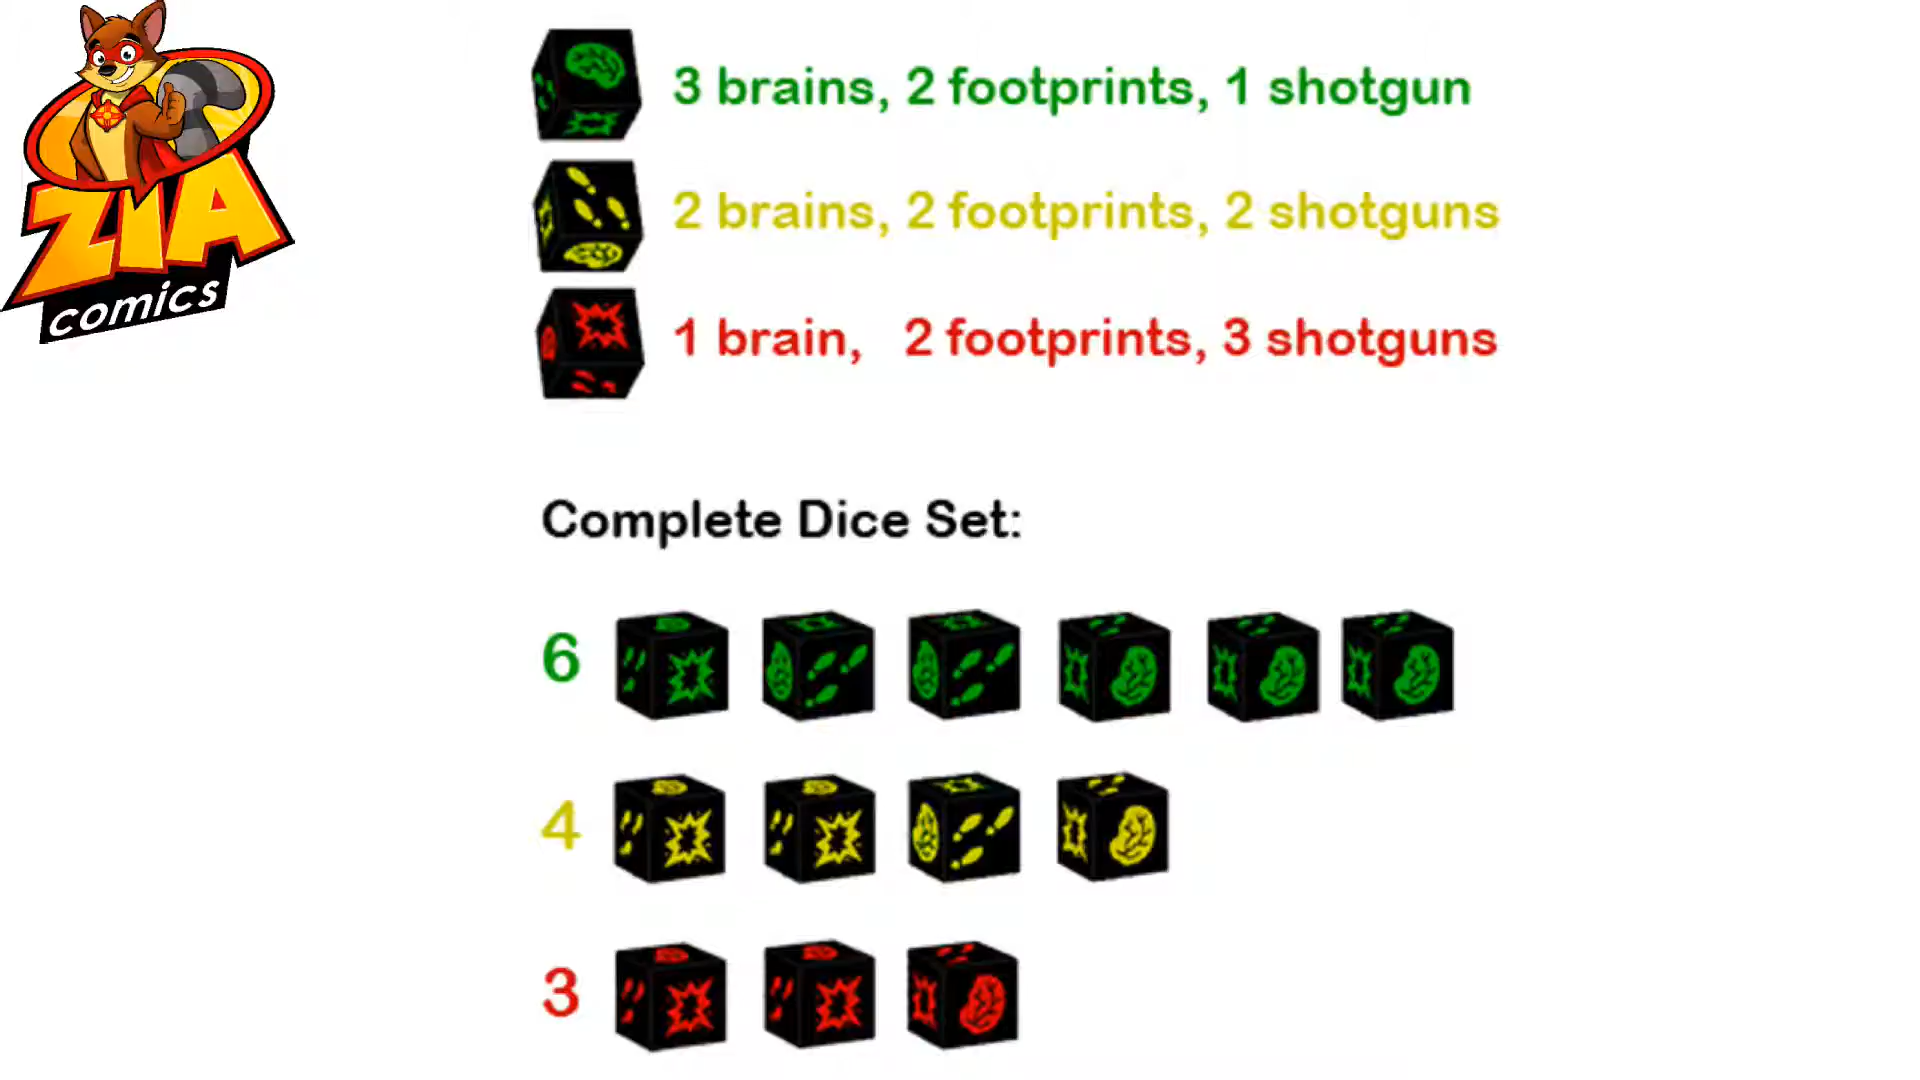 ZIA
comics
3 brains, 2 footprints, 1 shotgun
2 brains, 2 footprints, 2 shotguns
1 brain, 2 footprints, 3 shotguns
Complete Dice Set:
6
4
3